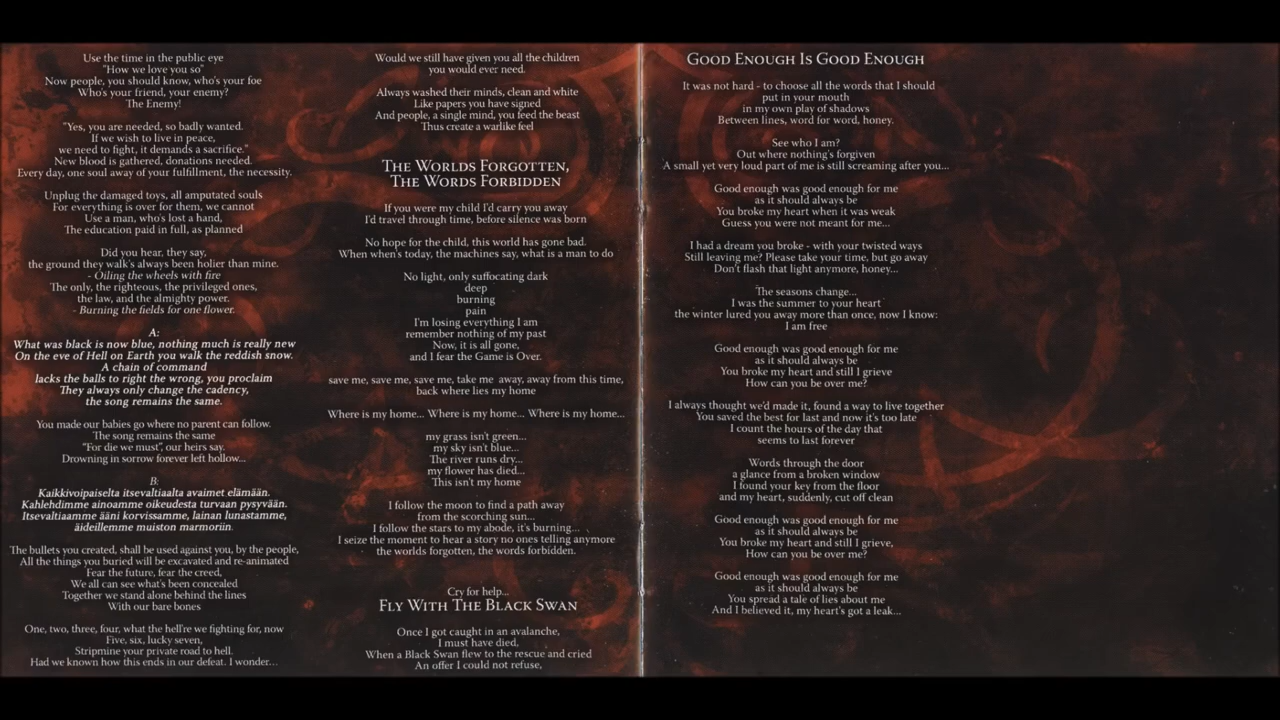 Use the time in the public eye
"How we love you so"
Now people, you should know, who's your foe
Who's your friend, your enemy?
The Enemy!
"Yes, you are needed, so badly wanted.
If we wish to live in peace,
we need to fight, it demands a sacrifice."
New blood is gathered, donations needed.
Every day, one soul away of your fulfillment, the necessity.
Unplug the damaged toys, all amputated souls
For everything is over for them, we cannot
Use a man, who's lost a hand,
The education paid in full, as planned
Did you hear, they say,
the ground they walk's always been holier than mine.
- Oiling the wheels with fire
The only, the righteous, the privileged ones,
the law, and the almighty power.
- Burning the fields for one flower.
A:
What was black is now blue, nothing much is really new
On the eve of Hell on Earth you walk the reddish snow.
A chain of command
lacks the balls to right the wrong, you proclaim
They always only change the cadency,
the song remains the same.
You made our babies go where no parent can follow.
The song remains the same
"For die we must", our heirs say.
Drowning in sorrow forever left hollow...
B:
Kaikkivoipaiselta itsevaltiaalta avaimet elämään.
Kahlehdimme ainoamme oikeudesta turvaan pysyvään.
Itsevaltiaamme ääni korvissamme, lainan lunastamme,
äideillemme muiston marmoriin.
The bullets you created, shall be used against you, by the people,
All the things you buried will be excavated and re-animated
Fear the future, fear the creed,
We all can see what's been concealed
Together we stand alone behind the lines
With our bare bones
One, two, three, four, what the hell're we fighting for, now
Five, six, lucky seven,
Stripmine your private road to hell.
Had we known how this ends in our defeat. I wonder...
Would we still have given you all the children
you would ever need.
Always washed their minds, clean and white
Like papers you have signed
And people, a single mind, you feed the beast
Thus create a warlike feel
THE WORLDS FORGOTTEN,
THE WORDS FORBIDDEN
If you were my child I'd carry you away
I'd travel through time, before silence was born
No hope for the child, this world has gone bad.
When when's today, the machines say, what is a man to do
No light, only suffocating dark
deep
burning
pain
I'm losing everything I am
remember nothing of my past
Now, it is all gone,
and I fear the Game is Over.
save me, save me, save me, take me away, away from this time,
back where lies my home
Where is my home... Where is my home... Where is my home...
my grass isn't green...
my sky isn't blue...
The river runs dry...
my flower has died...
This isn't my home
I follow the moon to find a path away
from the scorching sun...
I follow the stars to my abode, it's burning...
I seize the moment to hear a story no ones telling anymore
the worlds forgotten, the words forbidden.
Cry for help...
FLY WITH THE BLACK SWAN
Once I got caught in an avalanche,
I must have died,
When a Black Swan flew to the rescue and cried
An offer I could not refuse,
GOOD ENOUGH IS GOOD ENOUGH
It was not hard - to choose all the words that I should
put in your mouth
in my own play of shadows
Between lines, word for word, honey.
See who I am?
Out where nothing's forgiven
A small yet very loud part of me is still screaming after you...
Good enough was good enough for me
as it should always be
You broke my heart when it was weak
Guess you were not meant for me...
I had a dream you broke - with your twisted ways
Still leaving me? Please take your time, but go away
Don't flash that light anymore, honey...
The seasons change...
I was the summer to your heart
the winter lured you away more than once, now I know:
I am free
Good enough was good enough for me
as it should always be
You broke my heart and still I grieve
How can you be over me?
I always thought we'd made it, found a way to live together
You saved the best for last and now it's too late
I count the hours of the day that
seems to last forever
Words through the door
a glance from a broken window
I found your key from the floor
and my heart, suddenly, cut off clean
Good enough was good enough for me
as it should always be
You broke my heart and still I grieve,
How can you be over me?
Good enough was good enough for me
as it should always be
You spread a tale of lies about me
And I believed it, my heart's got a leak...